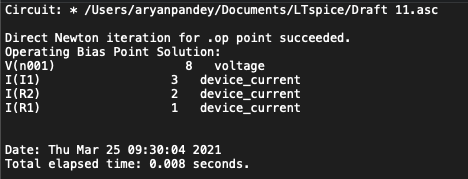 Circuit: * /Users/aryanpandey/Documents/LTspice/Draft 11.asc
Direct Newton iteration for .op point succeeded.
Operating Bias Point Solution:
V(n001) 8 voltage
I(I1) 3 device_current
I(R2) 2 device_current
I(R1) 1 device_current
Date: Thu Mar 25 09:30:04 2021
Total elapsed time: 0.008 seconds.